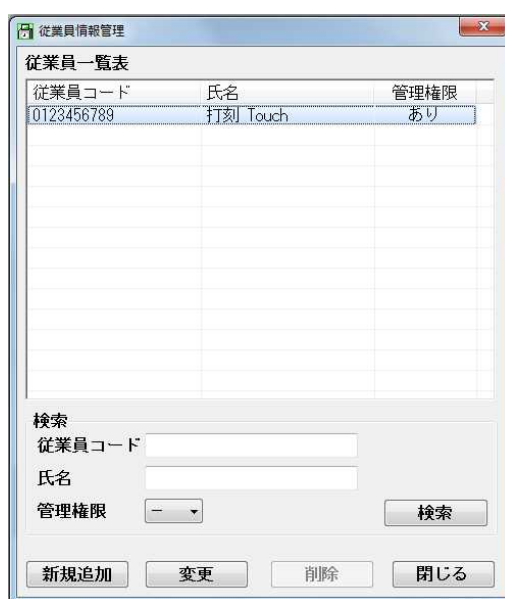 従業員情報管理
従業員一覧表
従業員コード 氏名 管理権限
0123456789 打刻 Touch あり
検索
従業員コード
氏名
管理権限 －
検索
新規追加 変更 削除 閉じる